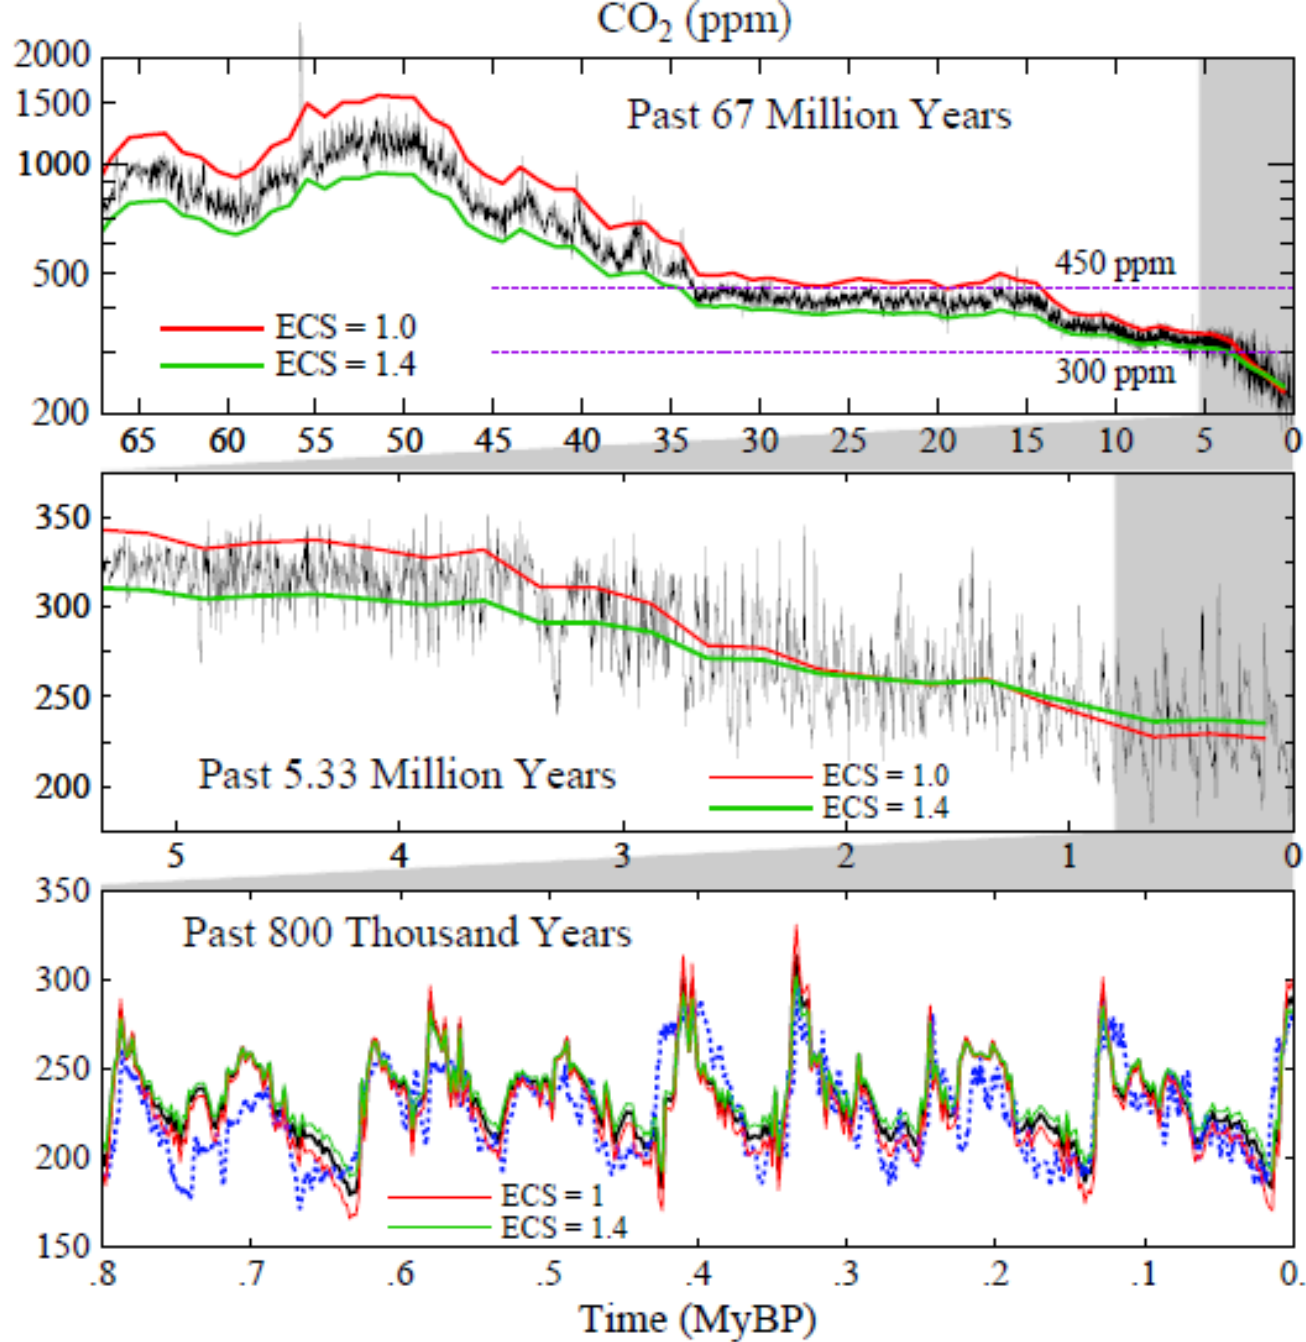 CO₂ (ppm)
2000
1500
1000
500
200
Past 67 Million Years
450 ppm
300 ppm
ECS = 1.0
ECS = 1.4
65 60 55 50 45 40 35 30 25 20 15 10 5 0
350
300
250
200
Past 5.33 Million Years
ECS = 1.0
ECS = 1.4
5 4 3 2 1 0
350
300
250
200
150
Past 800 Thousand Years
ECS = 1
ECS = 1.4
.8 .7 .6 .5 .4 .3 .2 .1 0.
Time (MyBP)